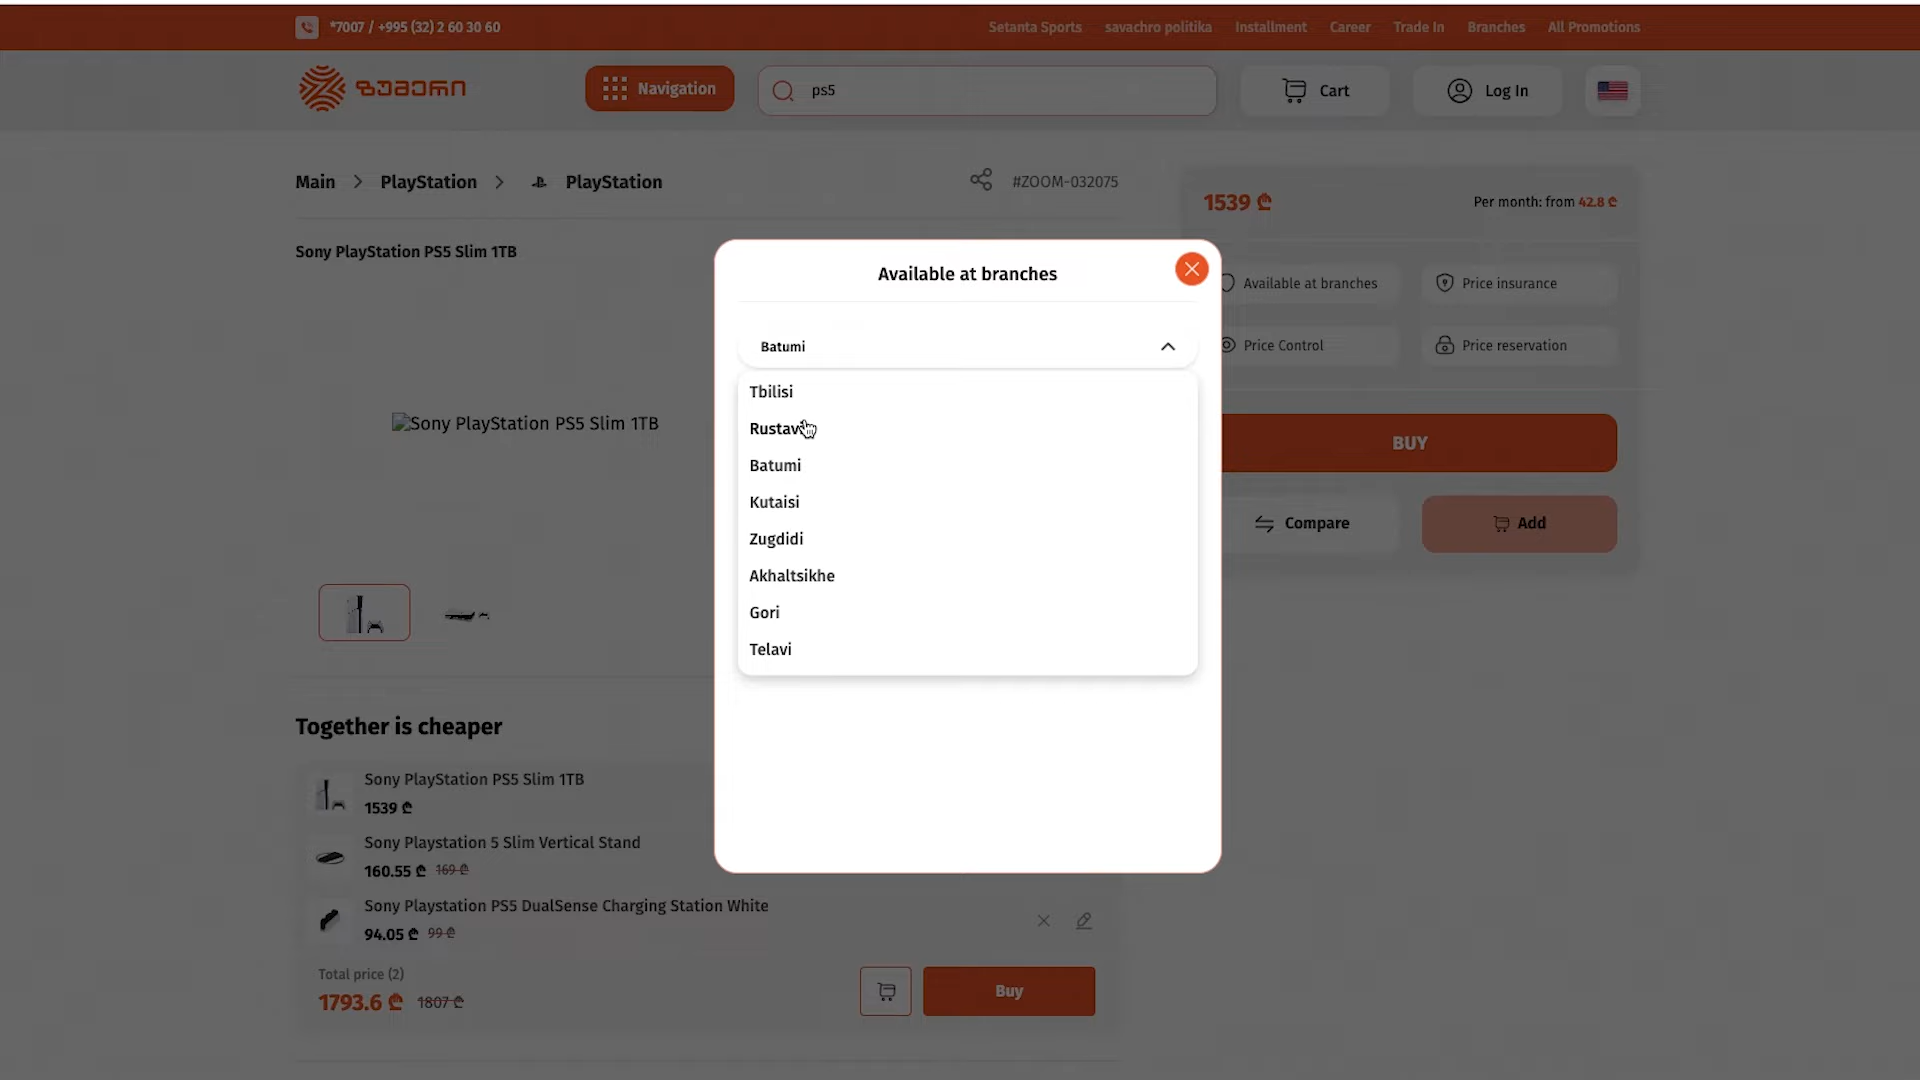 *7007 / +995 (32) 2 60 30 60
Setanta Sports
savachro politika
Installment
Career
Trade In
Branches
All Promotions
ზუმერი
Navigation
ps5
Cart
Log In
Main
PlayStation
PlayStation
#ZOOM-032075
1539 ₾
Per month: from 42.8 ₾
Sony PlayStation PS5 Slim 1TB
Available at branches
Available at branches
Price insurance
Price Control
Price reservation
Batumi
Tbilisi
Rustavi
Batumi
Kutaisi
Zugdidi
Akhaltsikhe
Gori
Telavi
Sony PlayStation PS5 Slim 1TB
BUY
Compare
Add
Together is cheaper
Sony PlayStation PS5 Slim 1TB
1539 ₾
Sony Playstation 5 Slim Vertical Stand
160.55 ₾ 169 ₾
Sony Playstation PS5 DualSense Charging Station White
94.05 ₾ 99 ₾
Total price (2)
1793.6 ₾ 1807 ₾
Buy